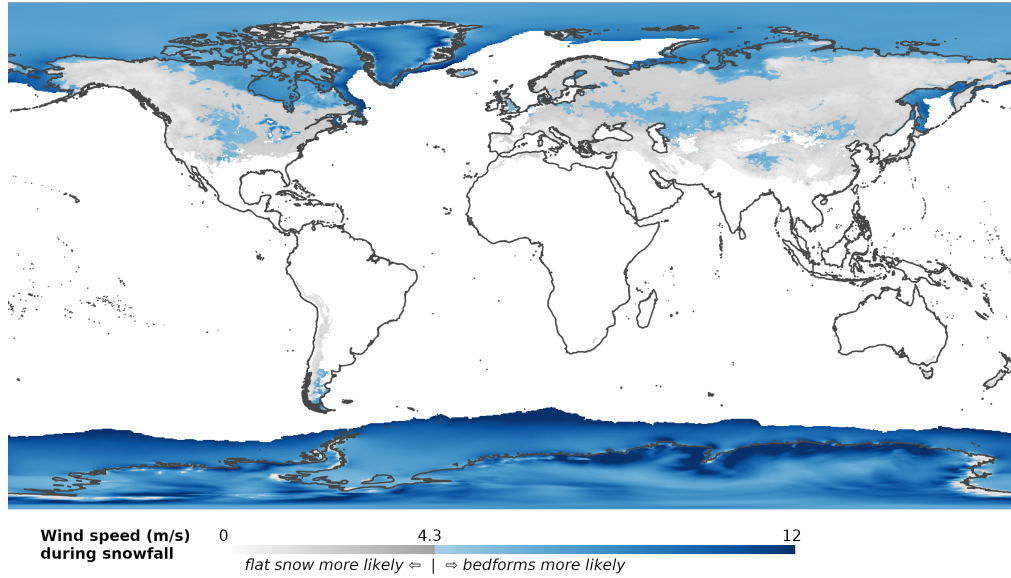 Wind speed (m/s)
during snowfall
0 4.3 12
flat snow more likely ⇦ | ⇨ bedforms more likely